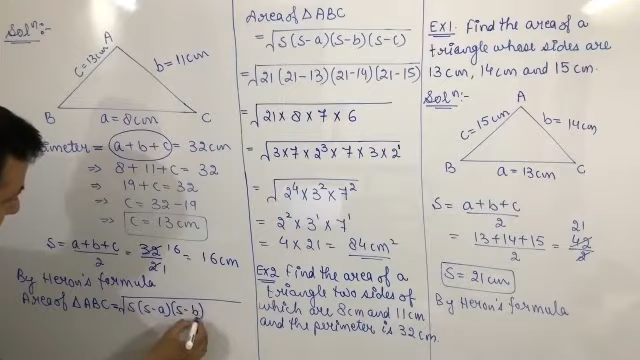 Solⁿ:-
A
c=13cm
b=11cm
B
a=8cm
C
(a+b+c) = 32cm
⇒ 8+11+c = 32
⇒ 19+c = 32
⇒ c = 32-19
⇒ c = 13cm
S = a+b+c/2 = 32/2 16/1 = 16cm
By Heron's formula
Area of △ABC = √s(s-a)(s-b)
Area of △ABC
= √s(s-a)(s-b)(s-c)
= √21(21-13)(21-14)(21-15)
= √21×8×7×6
= √3×7×2³×7×3×2¹
= √2⁴×3²×7²
= 2²×3¹×7¹
= 4×21 = 84cm²
EX2 Find the area of a
triangle two sides of
which are 8cm and 11cm
and the perimeter is 32cm.
EX1. Find the area of a
triangle whose sides are
13cm, 14cm and 15cm.
Solⁿ:-
A
c=15cm
b=14cm
B
a=13cm
C
S = a+b+c/2
= 13+14+15/2 = 42/2 21
S = 21cm
By Heron's formula